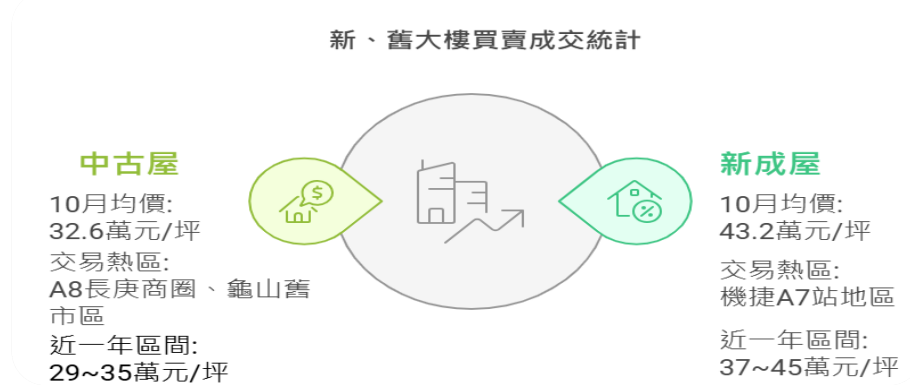 新、舊大樓買賣成交統計
中古屋
10月均價:
32.6萬元/坪
交易熱區:
A8長庚商圈、龜山舊
市區
近一年區間:
29~35萬元/坪
$
%
新成屋
10月均價:
43.2萬元/坪
交易熱區:
機捷A7站地區
近一年區間:
37~45萬元/坪